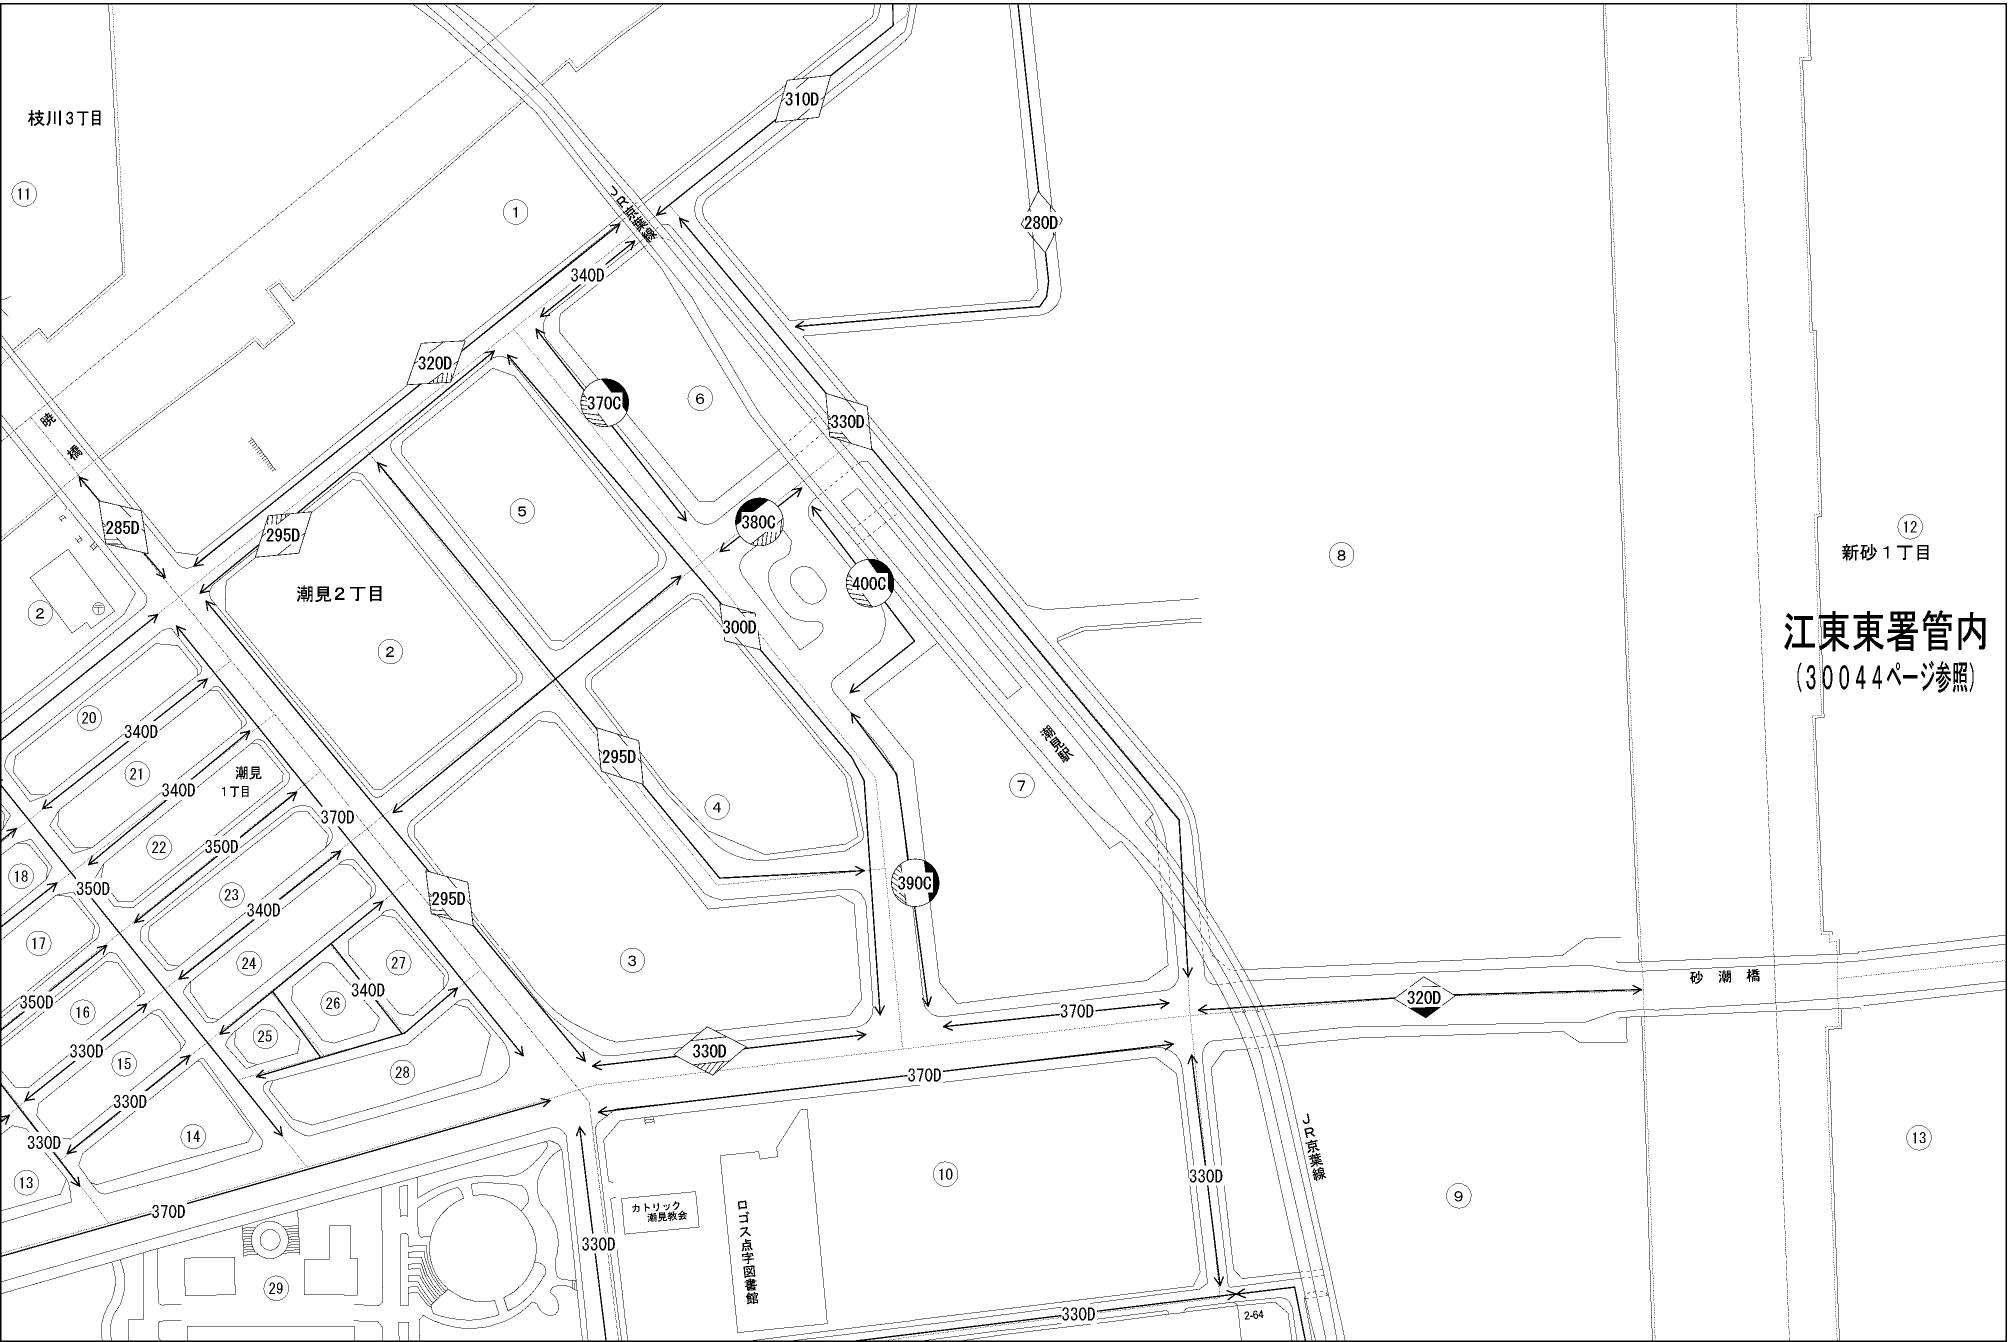 310D
枝川3丁目
11
1
JR京葉線
280D
340D
320D
370C
6
330D
暁橋
5
380C
285D
295D
12
新砂1丁目
8
400C
潮見2丁目
2
〒
300D
2
江東東署管内
(30044ページ参照)
20
340D
潮見駅
295D
21
潮見
1丁目
340D
7
4
370D
22
350D
18
350D
390C
23
295D
340D
17
3
24
27
砂潮橋
340D
350D
26
320D
16
370D
25
330D
330D
15
28
370D
330D
14
330D
JR京葉線
13
10
330D
9
13
カトリック
潮見教会
ロゴス点字図書館
370D
330D
29
330D
2-64